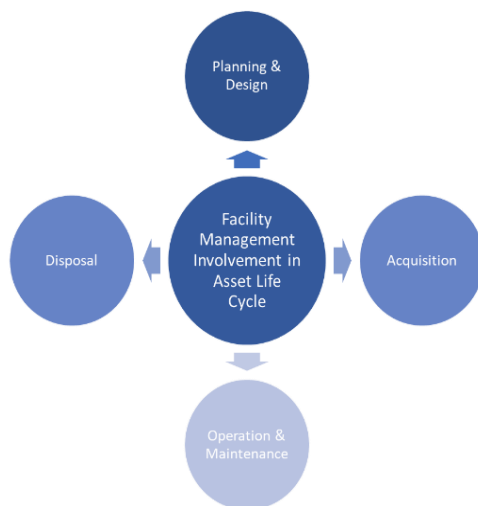 Planning &
Design
Facility
Management
Involvement in
Asset Life
Cycle
Disposal
Acquisition
Operation &
Maintenance